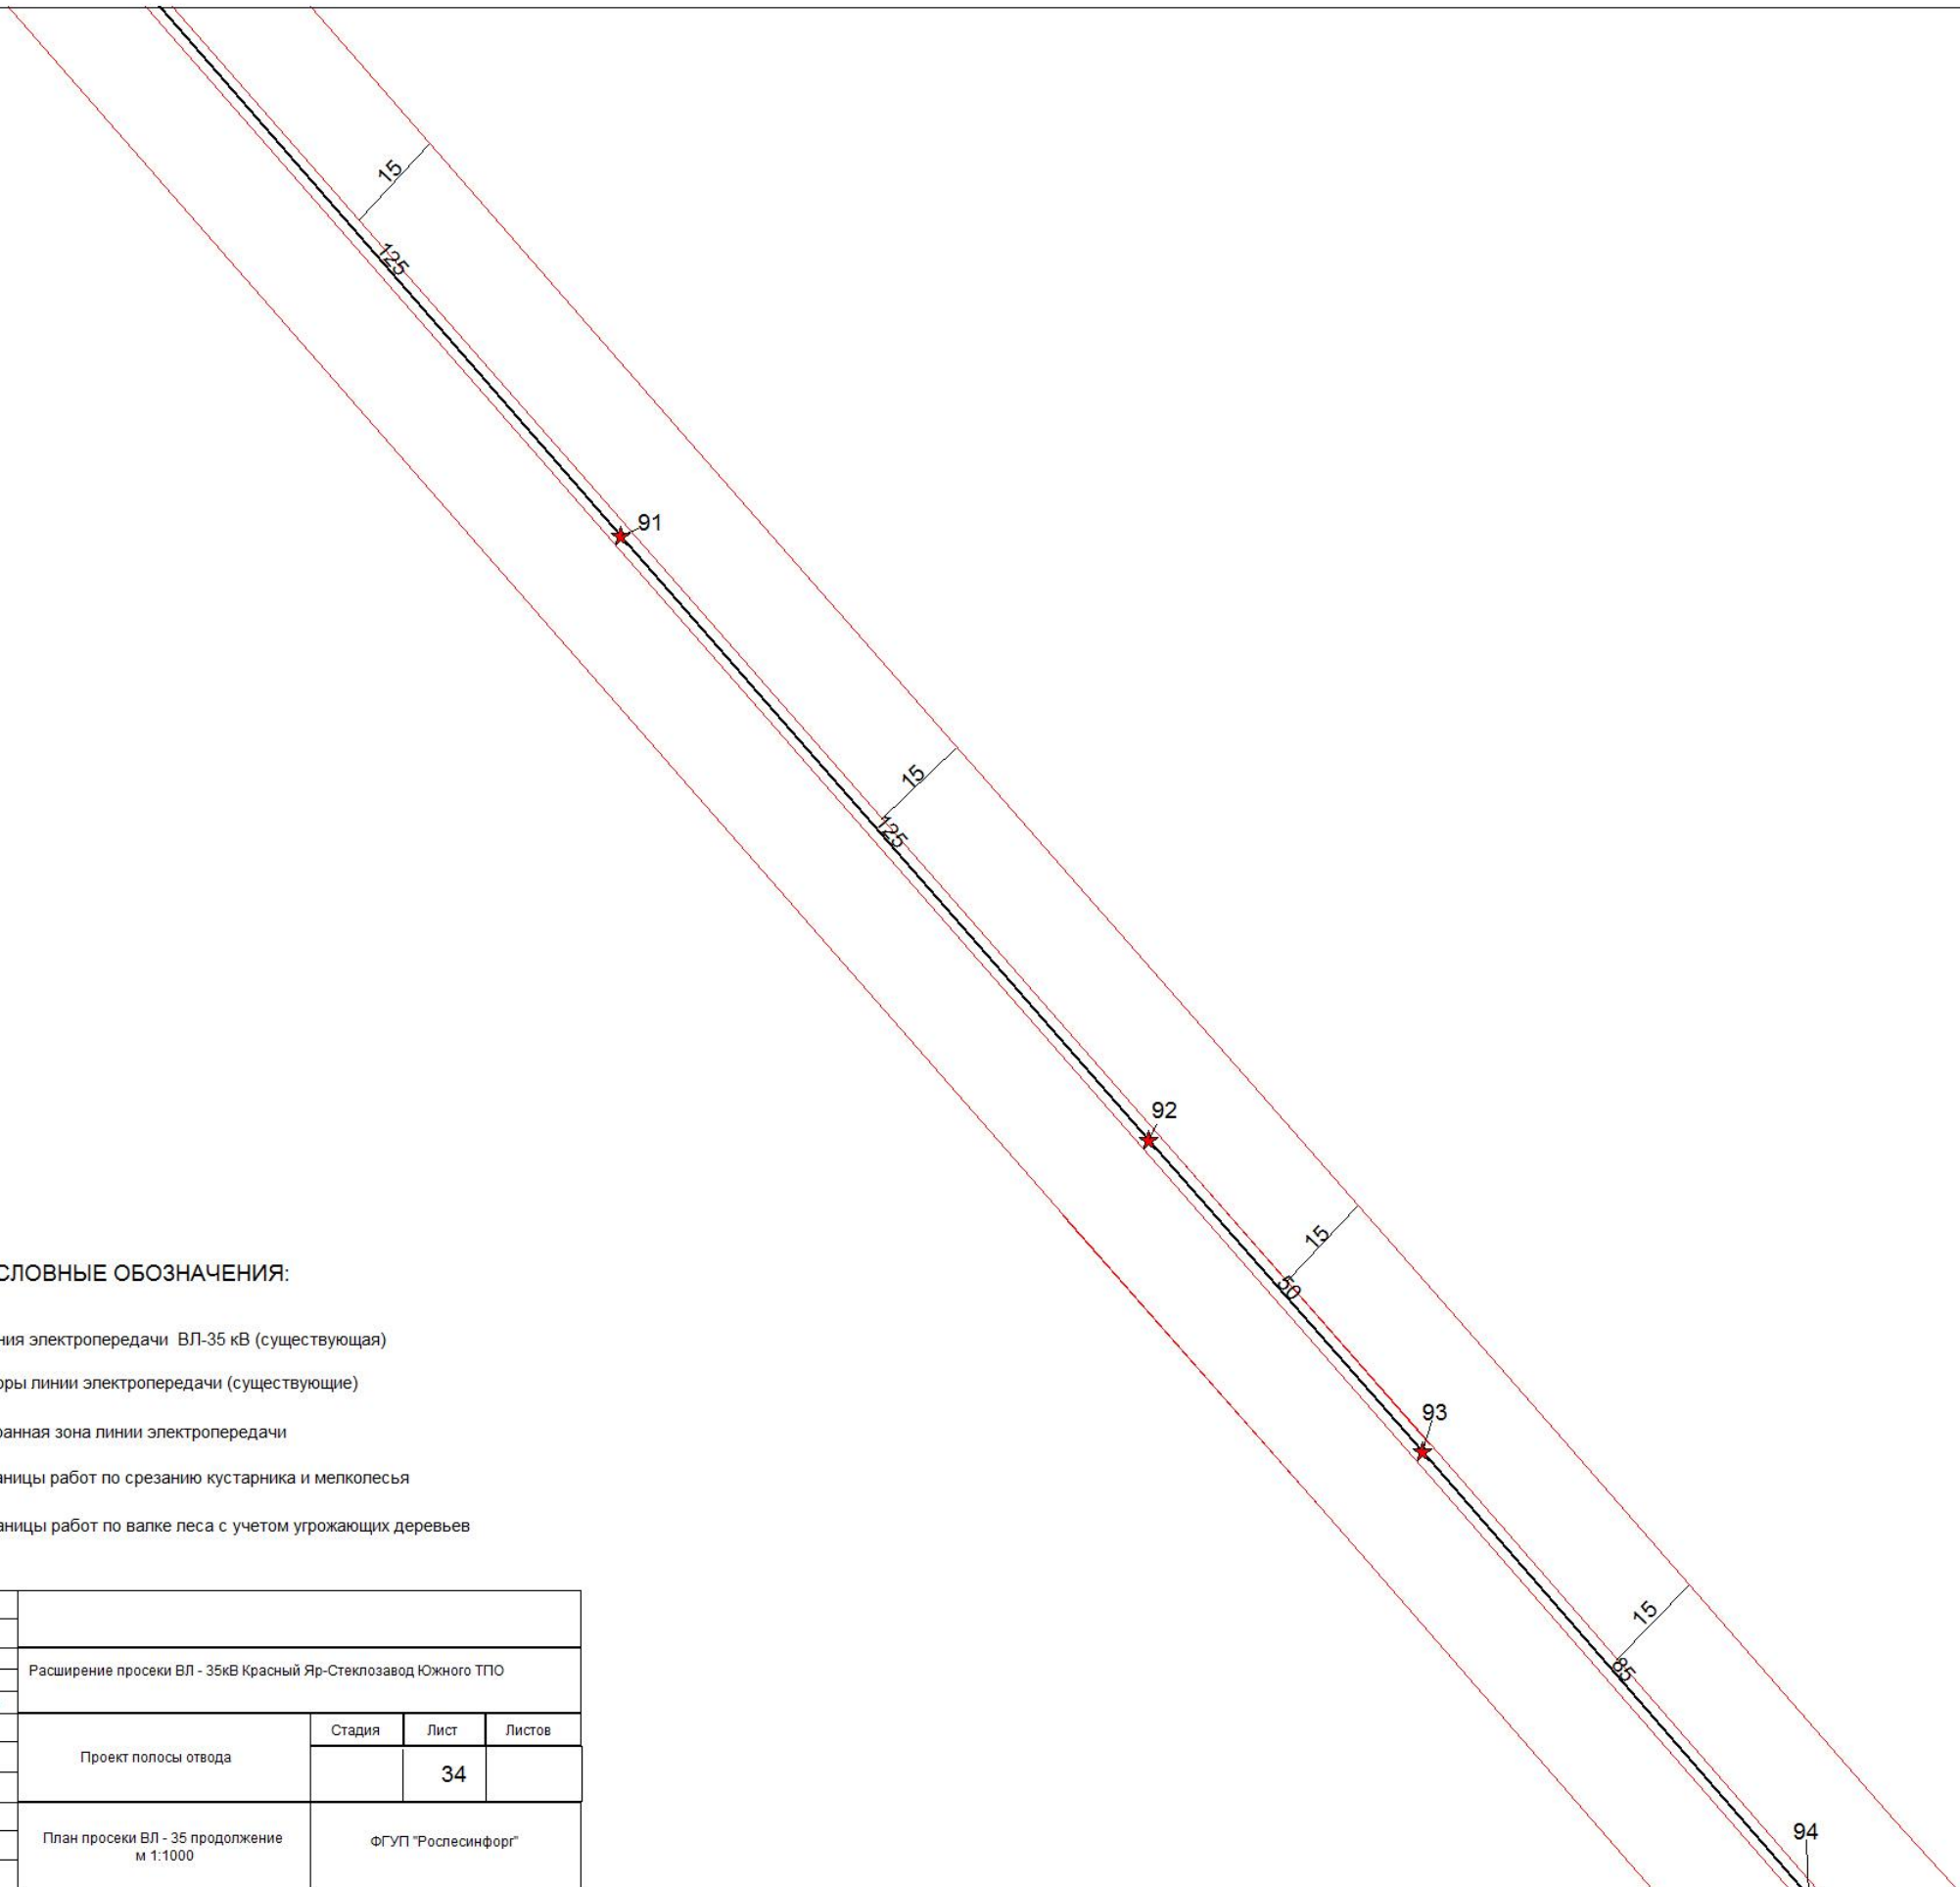 15
125
91
15
125
92
15
50
93
15
85
94
СЛОВНЫЕ ОБОЗНАЧЕНИЯ:
ния электропередачи ВЛ-35 кВ (существующая)
оры линии электропередачи (существующие)
ранная зона линии электропередачи
аницы работ по срезанию кустарника и мелколесья
аницы работ по валке леса с учетом угрожающих деревьев
Расширение просеки ВЛ - 35кВ Красный Яр-Стеклозавод Южного ТПО
Проект полосы отвода
Стадия Лист Листов
34
План просеки ВЛ - 35 продолжение
м 1:1000
ФГУП "Рослесинфорг"